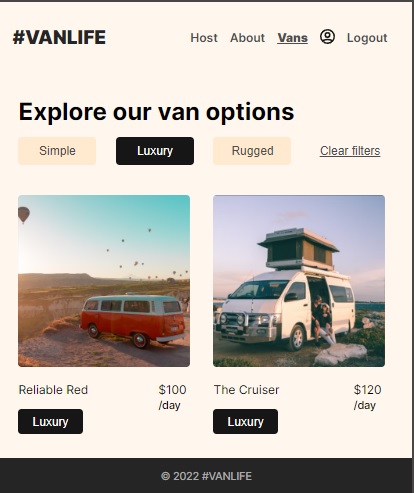 #VANLIFE Host About Vans Logout
Explore our van options
Simple Luxury Rugged Clear filters
Reliable Red $100 The Cruiser $120
/day /day
Luxury Luxury
© 2022 #VANLIFE